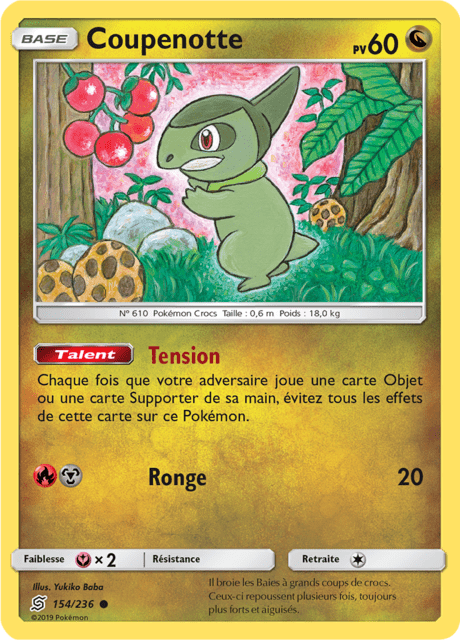 BASE Coupenotte PV60
N° 610 Pokémon Crocs Taille : 0,6 m Poids : 18,0 kg
Talent Tension
Chaque fois que votre adversaire joue une carte Objet
ou une carte Supporter de sa main, évitez tous les effets
de cette carte sur ce Pokémon.
Ronge 20
Faiblesse × 2 Résistance Retraite
Illus. Yukiko Baba
154/236
©2019 Pokémon
Il broie les Baies à grands coups de crocs.
Ceux-ci repoussent plusieurs fois, toujours
plus forts et aiguisés.